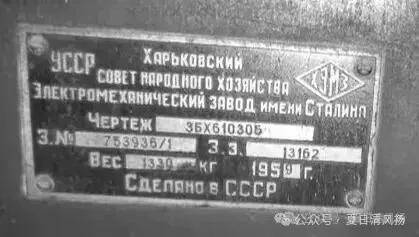 УССР ХАРЬКОВСКИЙ
СОВЕТ НАРОДНОГО ХОЗЯЙСТВА
ХЭМЗ
ЭЛЕКТРОМЕХАНИЧЕСКИЙ ЗАВОД ИМЕНИ СТАЛИНА
ЧЕРТЕЖ 3БХ610305
З.№ 753936/1 З.З. 13162
ВЕС 1330 КГ 1959 Г.
СДЕЛАНО В СССР
公众号 · 夏日清风扬